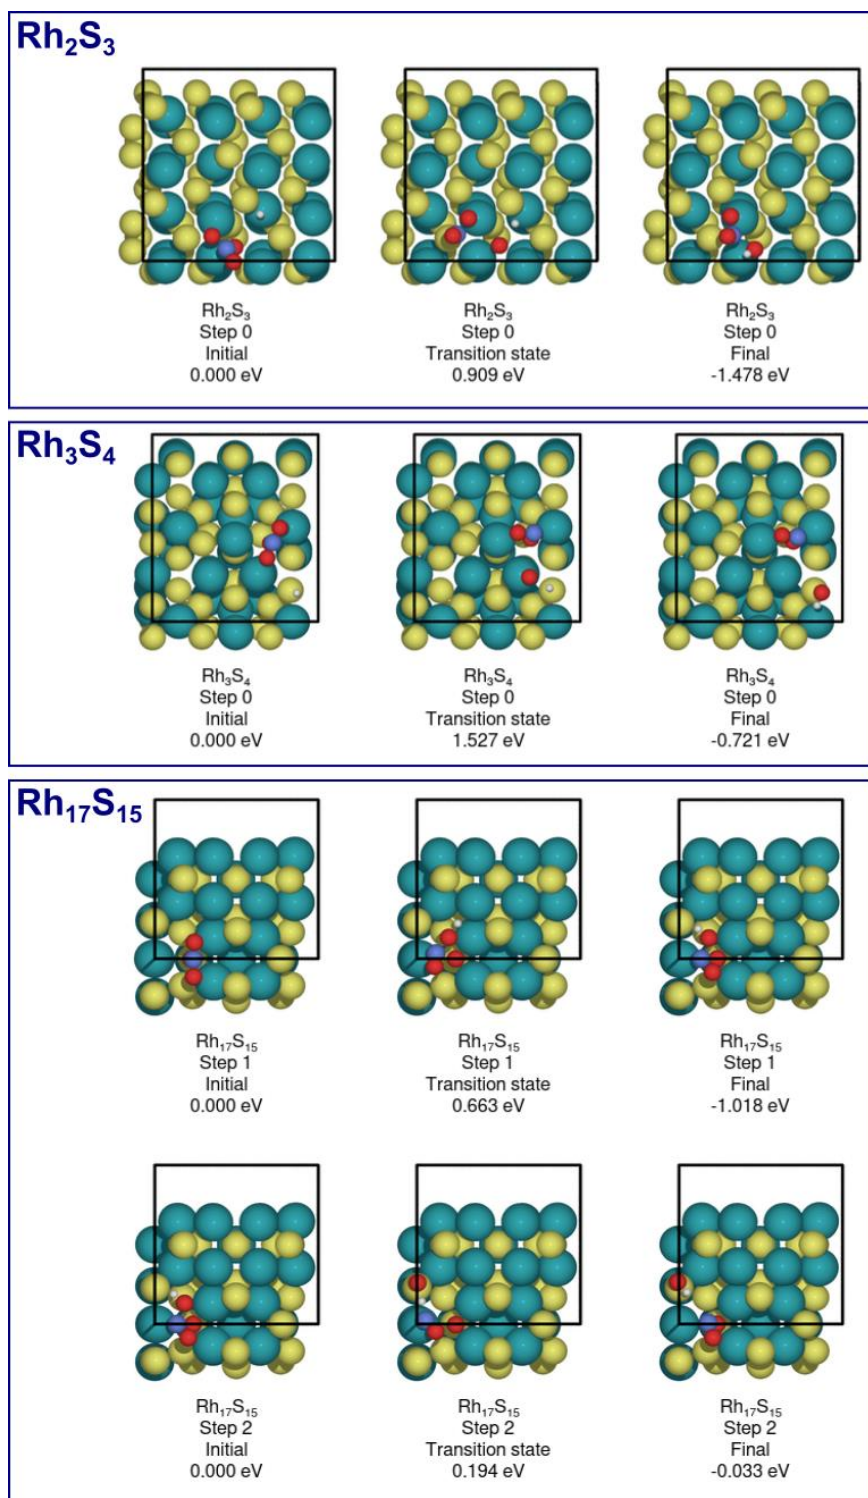 Rh₂S₃
Rh₂S₃ Rh₂S₃ Rh₂S₃
Step 0 Step 0 Step 0
Initial Transition state Final
0.000 eV 0.909 eV -1.478 eV
Rh₃S₄
Rh₃S₄ Rh₃S₄ Rh₃S₄
Step 0 Step 0 Step 0
Initial Transition state Final
0.000 eV 1.527 eV -0.721 eV
Rh₁₇S₁₅
Rh₁₇S₁₅ Rh₁₇S₁₅ Rh₁₇S₁₅
Step 1 Step 1 Step 1
Initial Transition state Final
0.000 eV 0.663 eV -1.018 eV
Rh₁₇S₁₅ Rh₁₇S₁₅ Rh₁₇S₁₅
Step 2 Step 2 Step 2
Initial Transition state Final
0.000 eV 0.194 eV -0.033 eV